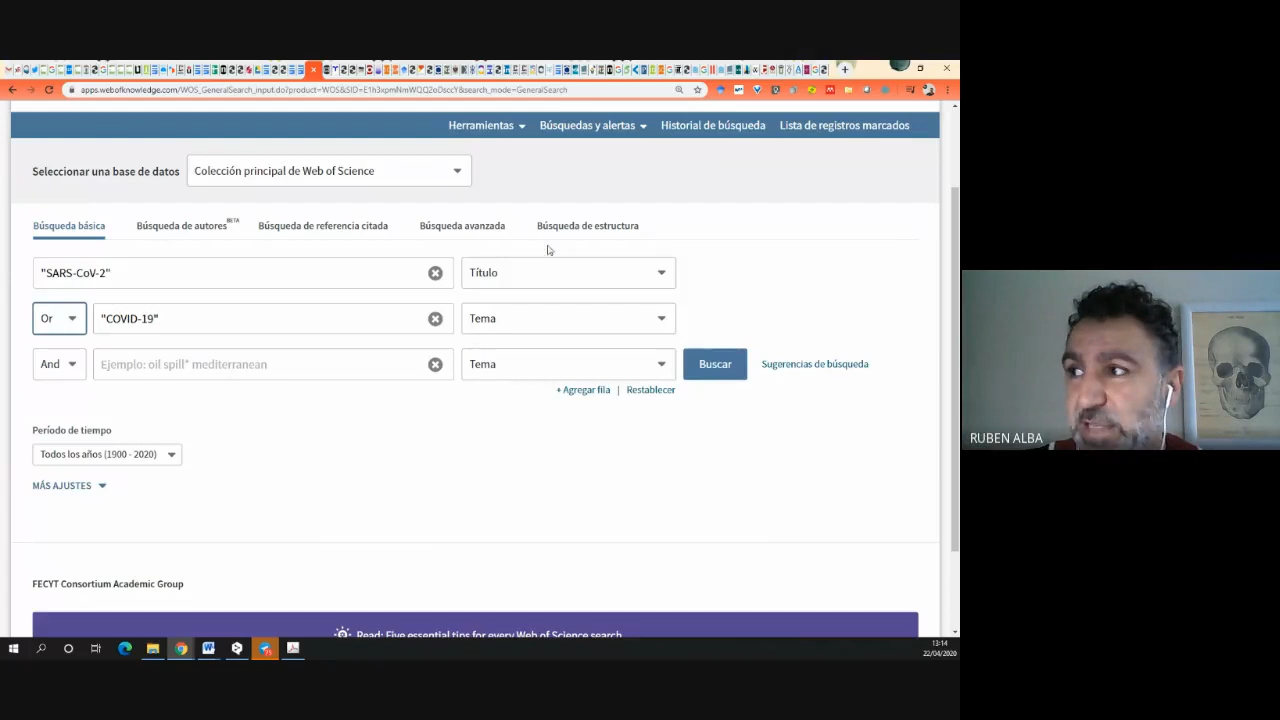 apps.webofknowledge.com/WOS_GeneralSearch_input.do?product=WOS&SID=E1h3xpmNmWQQ2oDsccY&search_mode=GeneralSearch
Herramientas Búsquedas y alertas Historial de búsqueda Lista de registros marcados
Seleccionar una base de datos Colección principal de Web of Science
Búsqueda básica Búsqueda de autores BETA Búsqueda de referencia citada Búsqueda avanzada Búsqueda de estructura
"SARS-CoV-2" Título
Or "COVID-19" Tema
And Ejemplo: oil spill* mediterranean Tema Buscar Sugerencias de búsqueda
+ Agregar fila | Restablecer
RUBEN ALBA
Período de tiempo
Todos los años (1900 - 2020)
MÁS AJUSTES
FECYT Consortium Academic Group
Read: Five essential tips for every Web of Science search
13:14
22/04/2020